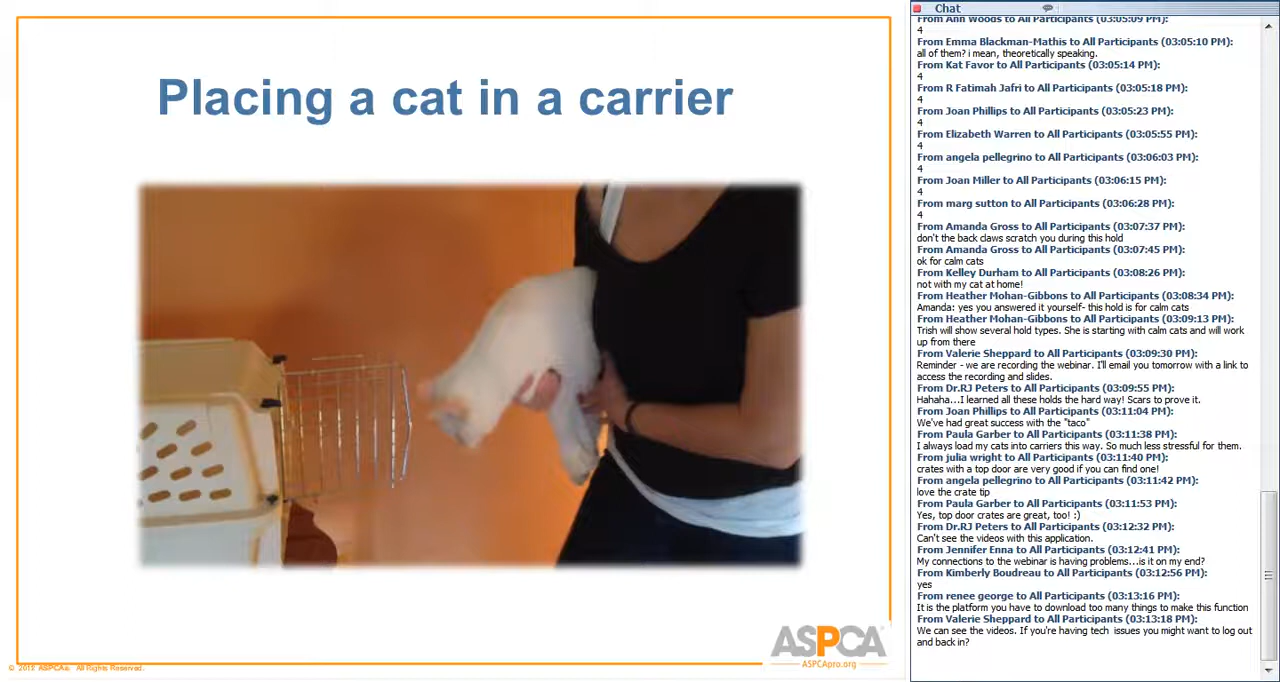 Placing a cat in a carrier
ASPCA
ASPCApro.org
© 2012 ASPCA®. All Rights Reserved.
Chat
From Ann Woods to All Participants (03:05:09 PM):
4
From Emma Blackman-Mathis to All Participants (03:05:10 PM):
all of them? i mean, theoretically speaking.
From Kat Favor to All Participants (03:05:14 PM):
4
From R Fatimah Jafri to All Participants (03:05:18 PM):
4
From Joan Phillips to All Participants (03:05:23 PM):
4
From Elizabeth Warren to All Participants (03:05:55 PM):
4
From angela pellegrino to All Participants (03:06:03 PM):
4
From Joan Miller to All Participants (03:06:15 PM):
4
From marg sutton to All Participants (03:06:28 PM):
4
From Amanda Gross to All Participants (03:07:37 PM):
don't the back claws scratch you during this hold
From Amanda Gross to All Participants (03:07:45 PM):
ok for calm cats
From Kelley Durham to All Participants (03:08:26 PM):
not with my cat at home!
From Heather Mohan-Gibbons to All Participants (03:08:34 PM):
Amanda: yes you answered it yourself- this hold is for calm cats
From Heather Mohan-Gibbons to All Participants (03:09:13 PM):
Trish will show several hold types. She is starting with calm cats and will work
up from there
From Valerie Sheppard to All Participants (03:09:30 PM):
Reminder - we are recording the webinar. I'll email you tomorrow with a link to
access the recording and slides.
From Dr.RJ Peters to All Participants (03:09:55 PM):
Hahaha...I learned all these holds the hard way! Scars to prove it.
From Joan Phillips to All Participants (03:11:04 PM):
We've had great success with the "taco"
From Paula Garber to All Participants (03:11:38 PM):
I always load my cats into carriers this way. So much less stressful for them.
From julia wright to All Participants (03:11:40 PM):
crates with a top door are very good if you can find one!
From angela pellegrino to All Participants (03:11:42 PM):
love the crate tip
From Paula Garber to All Participants (03:11:53 PM):
Yes, top door crates are great, too! :)
From Dr.RJ Peters to All Participants (03:12:32 PM):
Can't see the videos with this application.
From Jennifer Enna to All Participants (03:12:41 PM):
My connections to the webinar is having problems...is it on my end?
From Kimberly Boudreau to All Participants (03:12:56 PM):
yes
From renee george to All Participants (03:13:16 PM):
It is the platform you have to download too many things to make this function
From Valerie Sheppard to All Participants (03:13:18 PM):
We can see the videos. If you're having tech issues you might want to log out
and back in?